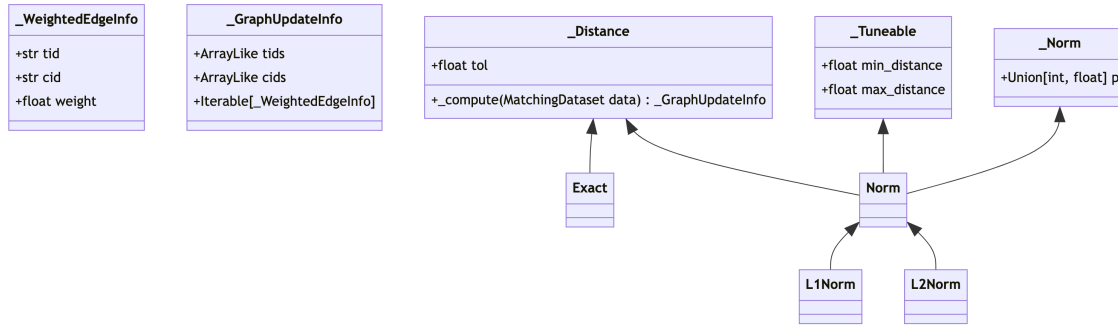 _WeightedEdgeInfo
+str tid
+str cid
+float weight
_GraphUpdateInfo
+ArrayLike tids
+ArrayLike cids
+Iterable[_WeightedEdgeInfo]
_Distance
+float tol
+_compute(MatchingDataset data) : _GraphUpdateInfo
_Tuneable
+float min_distance
+float max_distance
_Norm
+Union[int, float] p
Exact
Norm
L1Norm
L2Norm